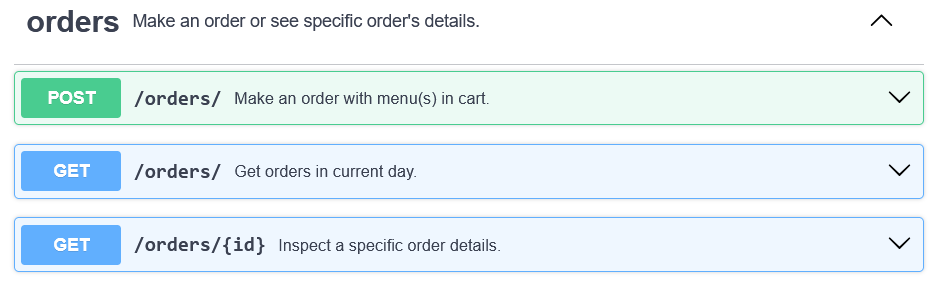 orders Make an order or see specific order's details.
POST /orders/ Make an order with menu(s) in cart.
GET /orders/ Get orders in current day.
GET /orders/{id} Inspect a specific order details.